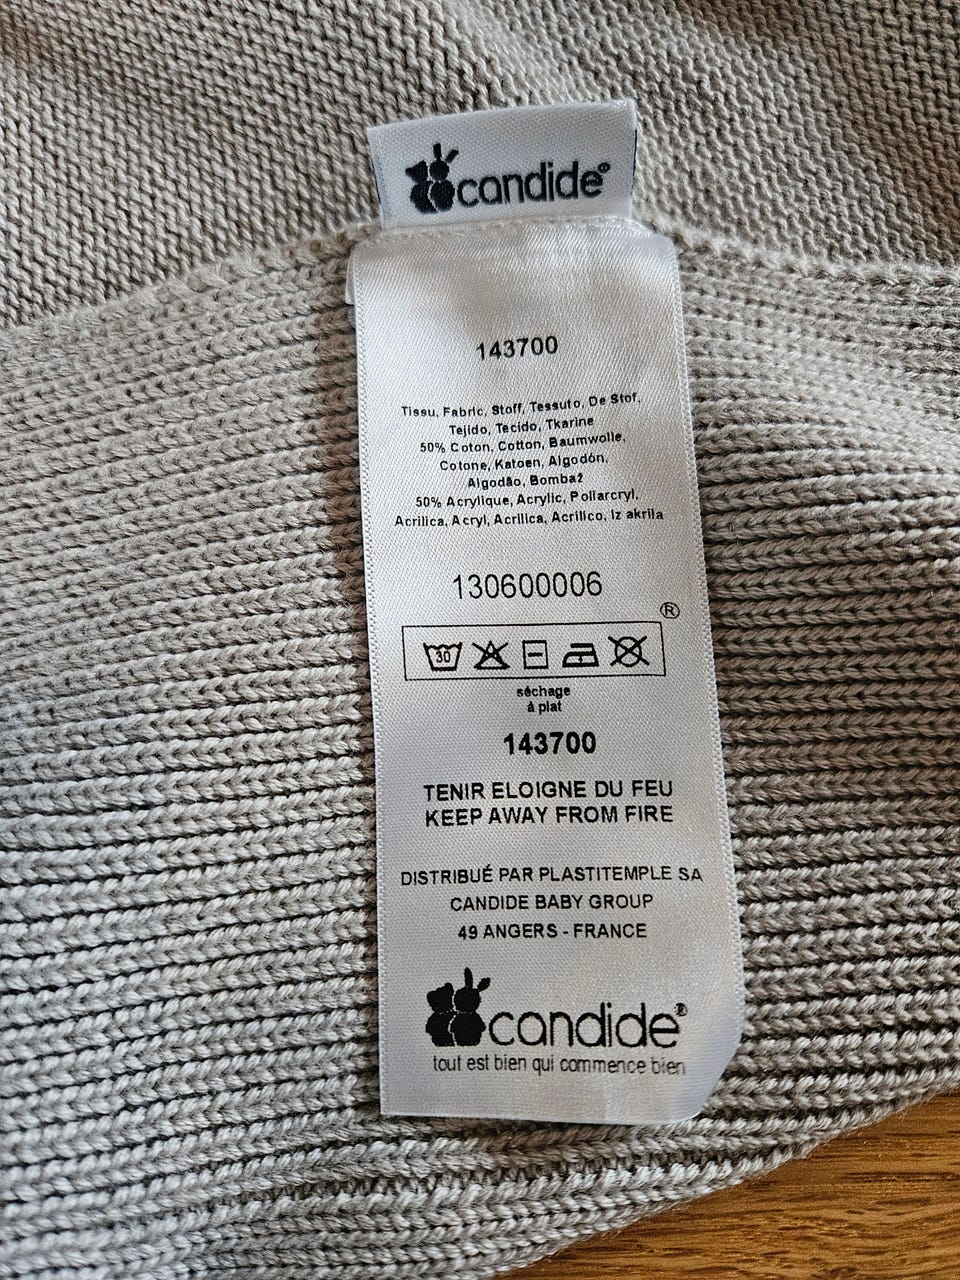 candide®
143700
Tissu, Fabric, Stoff, Tessuto, De Stof,
Tejido, Tecido, Tkanine
50% Coton, Cotton, Baumwolle,
Cotone, Katoen, Algodón,
Algodão, Bombaž
50% Acrylique, Acrylic, Poliarcryl,
Acrilica, Acryl, Acrilica, Acrilico, Iz akrila
130600006
®
30
séchage
à plat
143700
TENIR ELOIGNE DU FEU
KEEP AWAY FROM FIRE
DISTRIBUÉ PAR PLASTITEMPLE SA
CANDIDE BABY GROUP
49 ANGERS - FRANCE
candide®
tout est bien qui commence bien